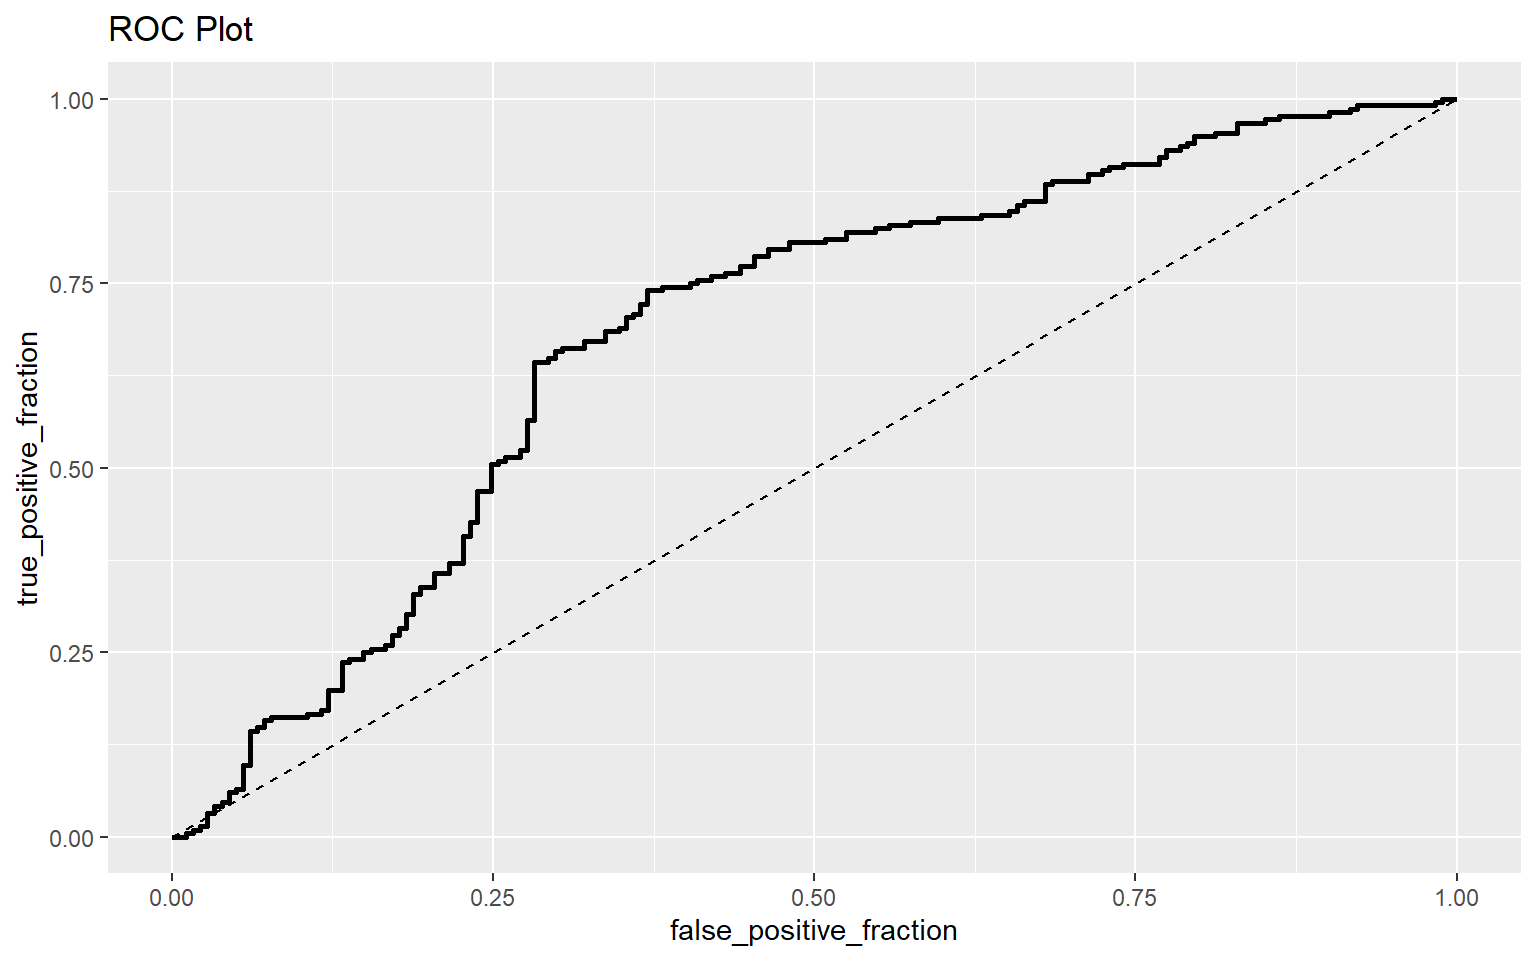 ROC Plot
true_positive_fraction
1.00
0.75
0.50
0.25
0.00
0.00 0.25 0.50 0.75 1.00
false_positive_fraction